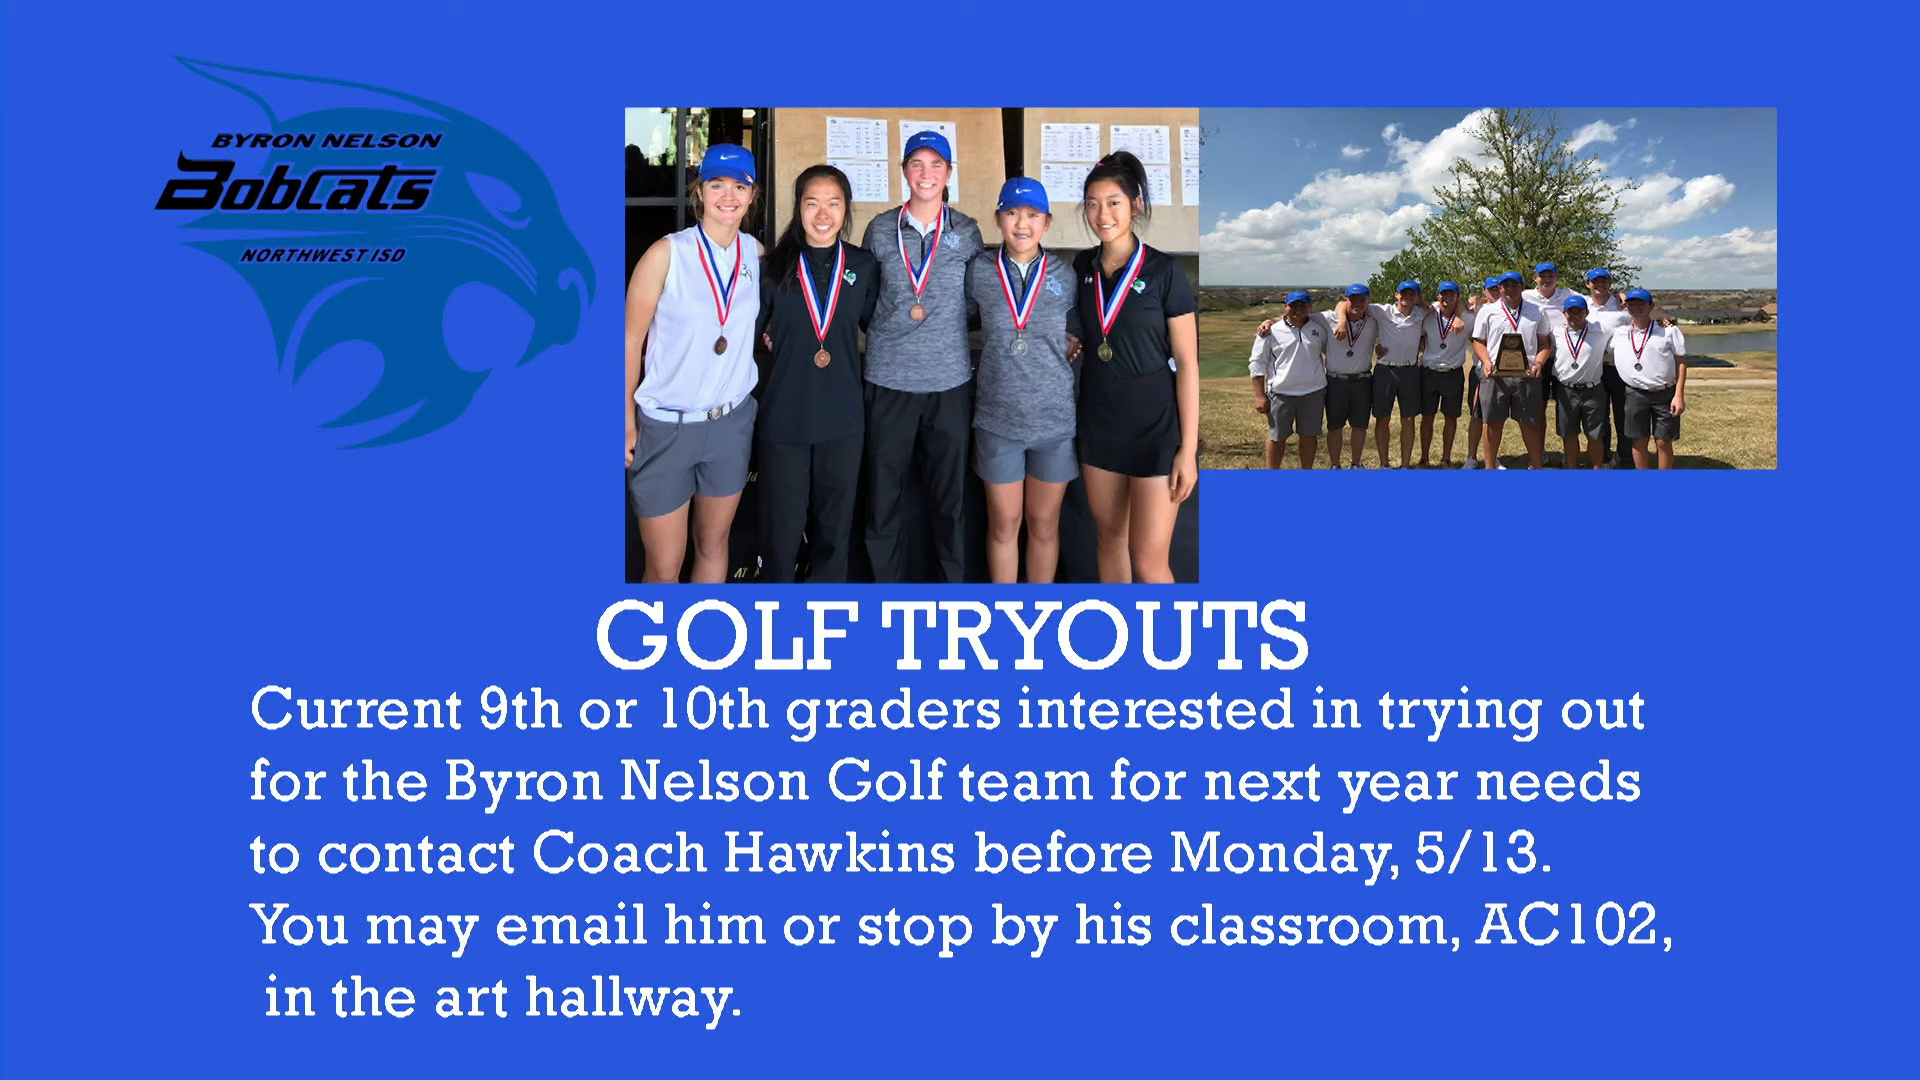 BYRON NELSON
BobCats
NORTHWEST ISD
GOLF TRYOUTS
Current 9th or 10th graders interested in trying out
for the Byron Nelson Golf team for next year needs
to contact Coach Hawkins before Monday, 5/13.
You may email him or stop by his classroom, AC102,
in the art hallway.